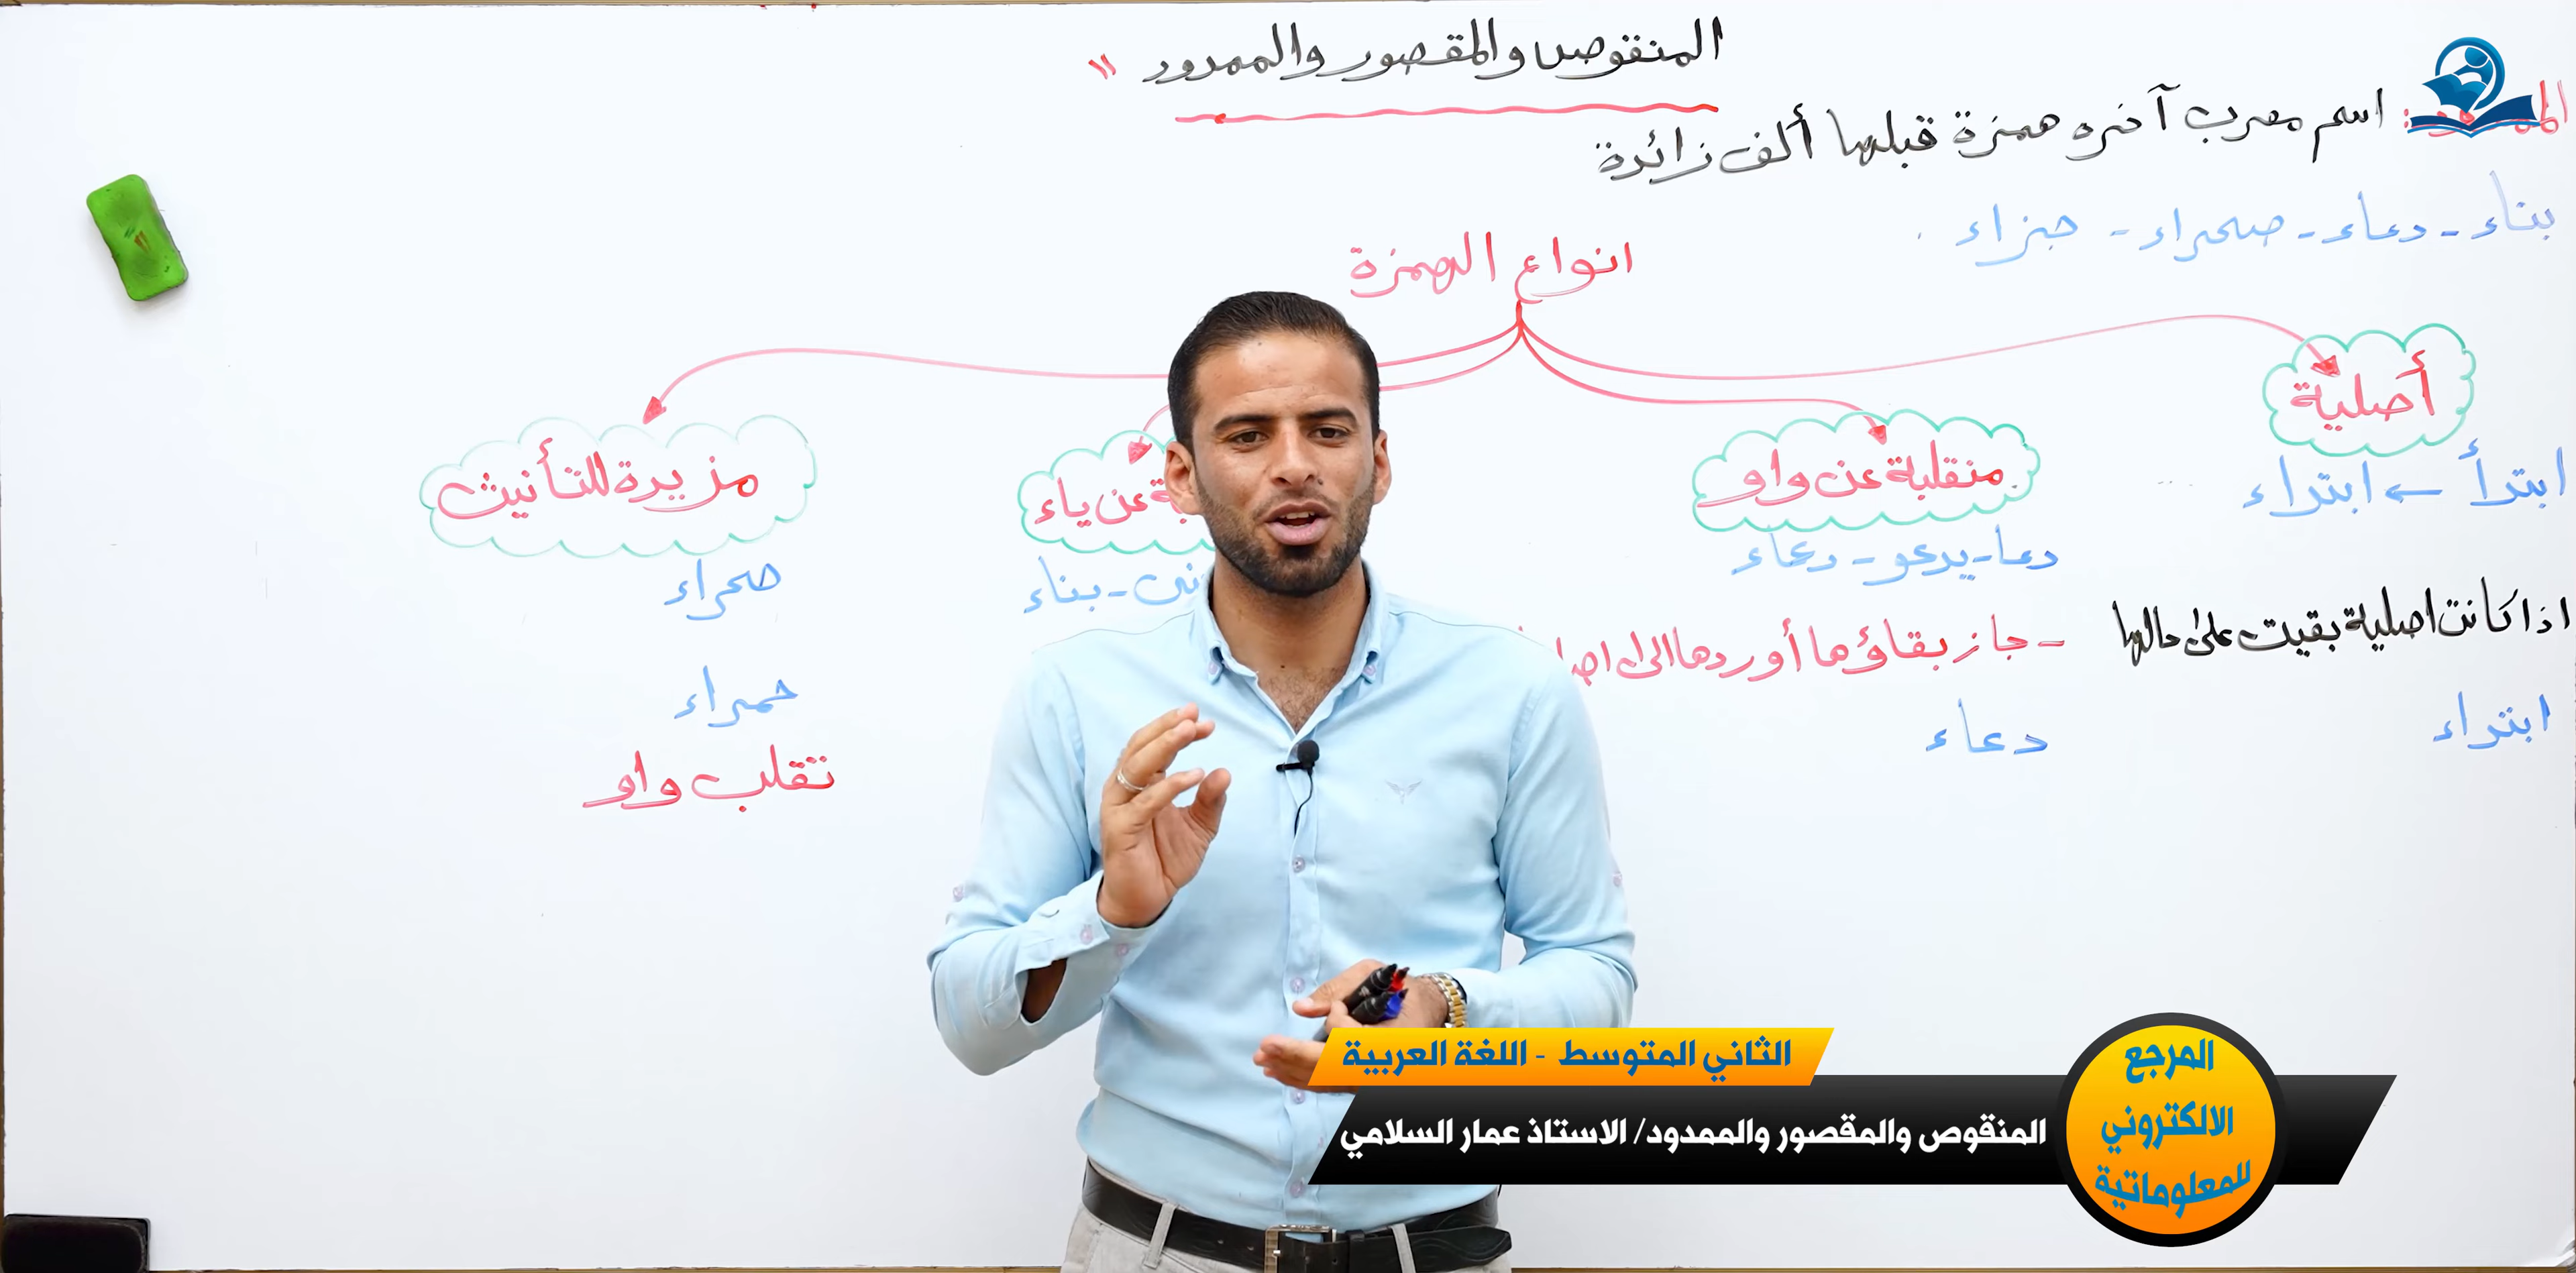 المنقوص والمقصور والممدود "
: اسم معرب آخره همزة قبلها ألف زائدة
بناء - دعاء - صحراء - جزاء
انواع الهمزة
أصلية
منقلبة عن واو
عن ياء
مزيدة للتأنيث
ابتدأ ← ابتداء
دعا - يدعو - دعاء
بناء
صحراء
اذا كانت اصلية بقيت على حالها
- جاز بقاؤها أو ردها الى
حمراء
ابتداء
دعاء
تقلب واو
الثاني المتوسط - اللغة العربية
المنقوص والمقصور والممدود/ الاستاذ عمار السلامي
المرجع
الالكتروني
للمعلوماتية